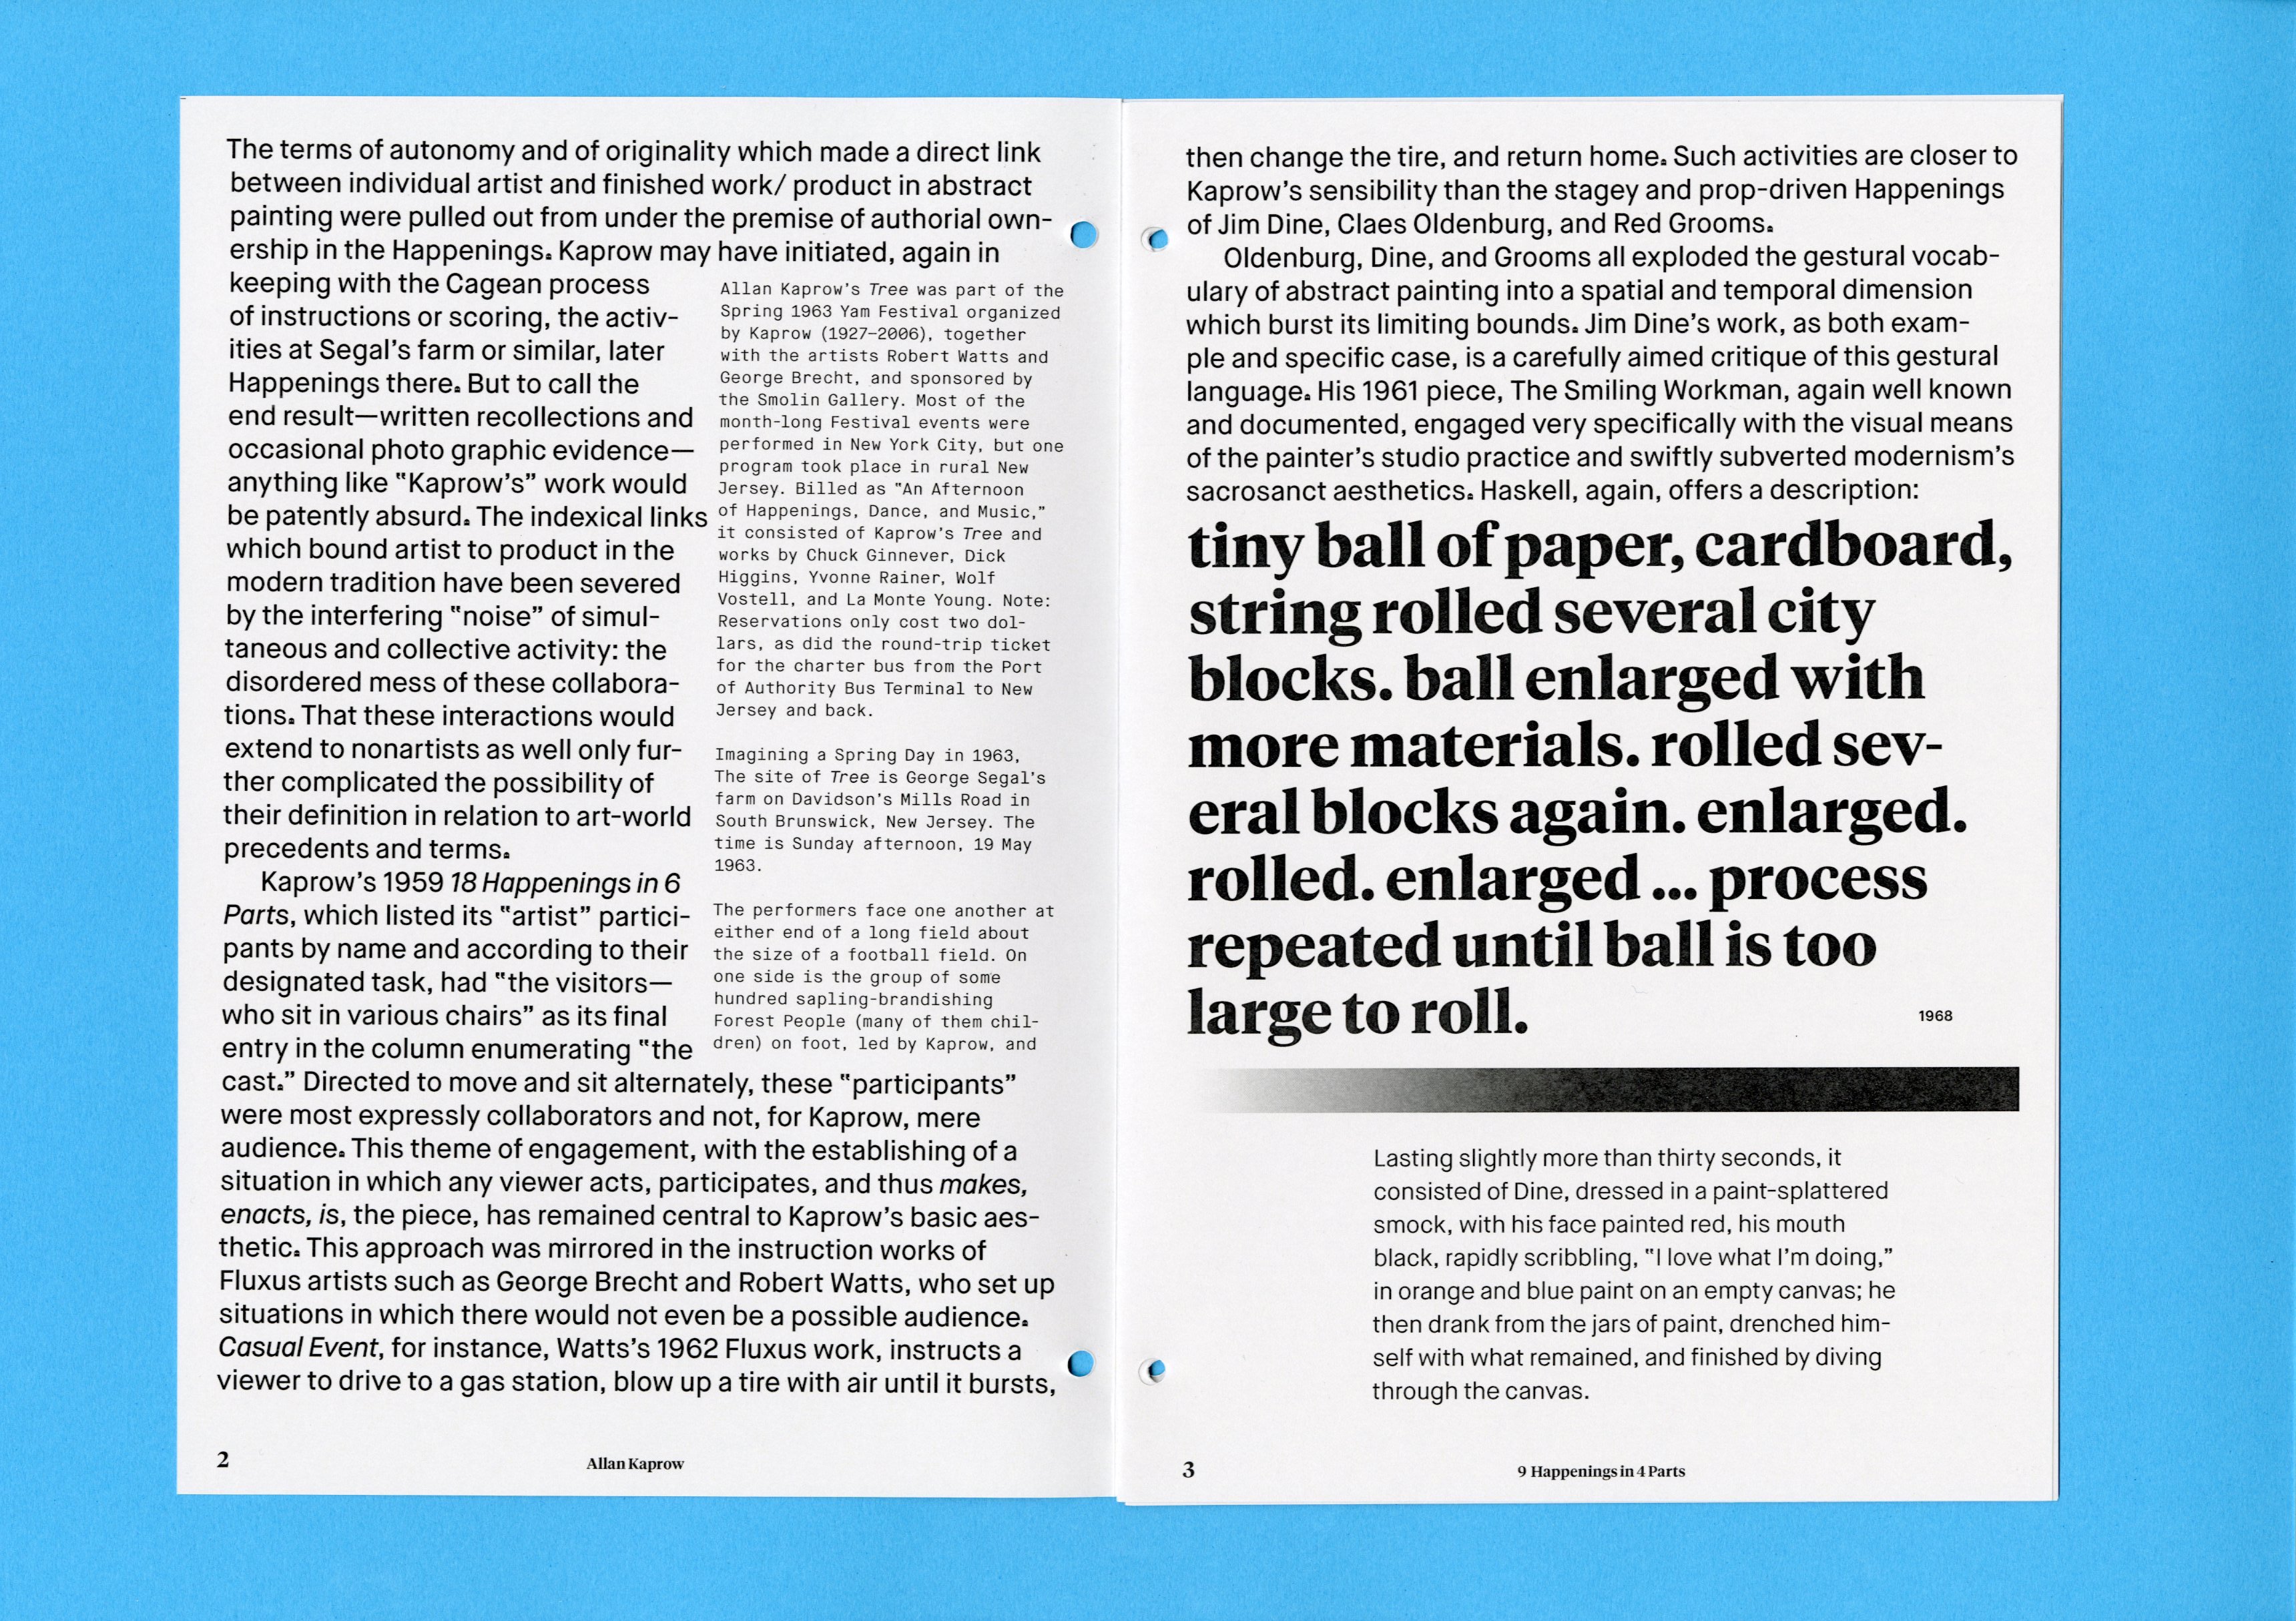 The terms of autonomy and of originality which made a direct link
between individual artist and finished work/ product in abstract
painting were pulled out from under the premise of authorial own-
ership in the Happenings. Kaprow may have initiated, again in
keeping with the Cagean process
of instructions or scoring, the activ-
ities at Segal's farm or similar, later
Happenings there. But to call the
end result—written recollections and
occasional photo graphic evidence—
anything like "Kaprow's" work would
be patently absurd. The indexical links
which bound artist to product in the
modern tradition have been severed
by the interfering "noise" of simul-
taneous and collective activity: the
disordered mess of these collabora-
tions. That these interactions would
extend to nonartists as well only fur-
ther complicated the possibility of
their definition in relation to art-world
precedents and terms.
Kaprow's 1959 18 Happenings in 6
Parts, which listed its "artist" partici-
pants by name and according to their
designated task, had "the visitors—
who sit in various chairs" as its final
entry in the column enumerating "the
cast." Directed to move and sit alternately, these "participants"
were most expressly collaborators and not, for Kaprow, mere
audience. This theme of engagement, with the establishing of a
situation in which any viewer acts, participates, and thus makes,
enacts, is, the piece, has remained central to Kaprow's basic aes-
thetic. This approach was mirrored in the instruction works of
Fluxus artists such as George Brecht and Robert Watts, who set up
situations in which there would not even be a possible audience.
Casual Event, for instance, Watts's 1962 Fluxus work, instructs a
viewer to drive to a gas station, blow up a tire with air until it bursts,
Allan Kaprow's Tree was part of the
Spring 1963 Yam Festival organized
by Kaprow (1927–2006), together
with the artists Robert Watts and
George Brecht, and sponsored by
the Smolin Gallery. Most of the
month-long Festival events were
performed in New York City, but one
program took place in rural New
Jersey. Billed as "An Afternoon
of Happenings, Dance, and Music,"
it consisted of Kaprow's Tree and
works by Chuck Ginnever, Dick
Higgins, Yvonne Rainer, Wolf
Vostell, and La Monte Young. Note:
Reservations only cost two dol-
lars, as did the round-trip ticket
for the charter bus from the Port
of Authority Bus Terminal to New
Jersey and back.
Imagining a Spring Day in 1963,
The site of Tree is George Segal's
farm on Davidson's Mills Road in
South Brunswick, New Jersey. The
time is Sunday afternoon, 19 May
1963.
The performers face one another at
either end of a long field about
the size of a football field. On
one side is the group of some
hundred sapling-brandishing
Forest People (many of them chil-
dren) on foot, led by Kaprow, and
2
Allan Kaprow
then change the tire, and return home. Such activities are closer to
Kaprow's sensibility than the stagey and prop-driven Happenings
of Jim Dine, Claes Oldenburg, and Red Grooms.
Oldenburg, Dine, and Grooms all exploded the gestural vocab-
ulary of abstract painting into a spatial and temporal dimension
which burst its limiting bounds. Jim Dine's work, as both exam-
ple and specific case, is a carefully aimed critique of this gestural
language. His 1961 piece, The Smiling Workman, again well known
and documented, engaged very specifically with the visual means
of the painter's studio practice and swiftly subverted modernism's
sacrosanct aesthetics. Haskell, again, offers a description:
tiny ball of paper, cardboard,
string rolled several city
blocks. ball enlarged with
more materials. rolled sev-
eral blocks again. enlarged.
rolled. enlarged ... process
repeated until ball is too
large to roll.
1968
Lasting slightly more than thirty seconds, it
consisted of Dine, dressed in a paint-splattered
smock, with his face painted red, his mouth
black, rapidly scribbling, "I love what I'm doing,"
in orange and blue paint on an empty canvas; he
then drank from the jars of paint, drenched him-
self with what remained, and finished by diving
through the canvas.
3
9 Happenings in 4 Parts